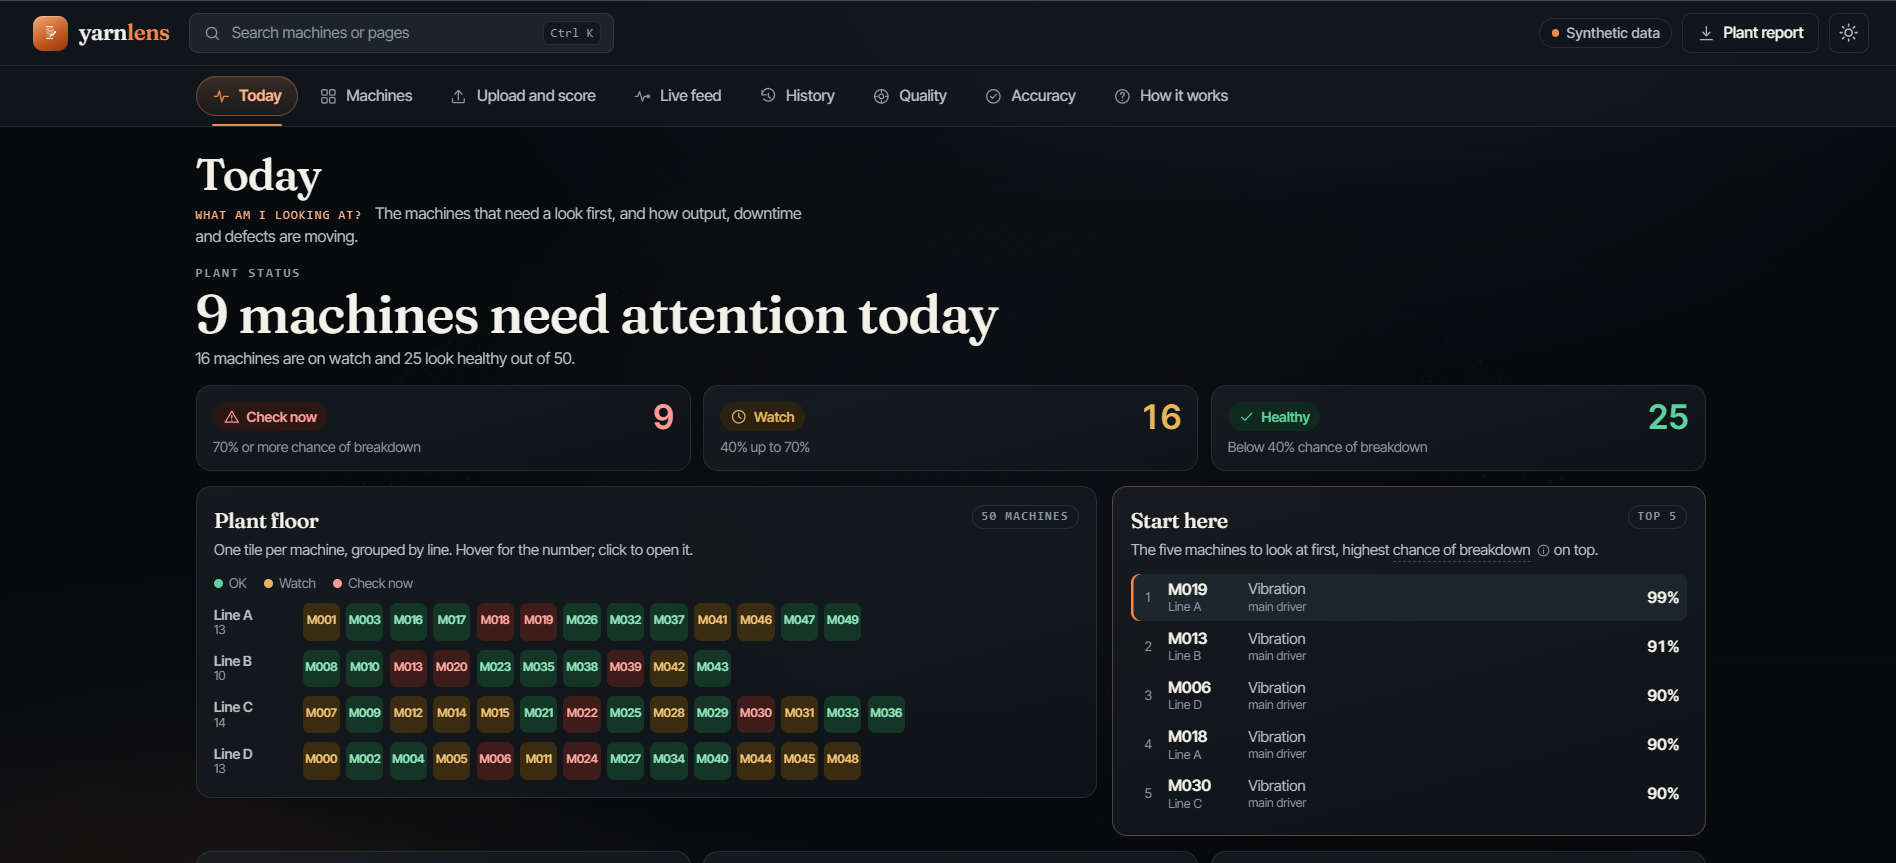 yarnlens
Search machines or pages
Ctrl K
Synthetic data
Plant report
Today
Machines
Upload and score
Live feed
History
Quality
Accuracy
How it works
Today
WHAT AM I LOOKING AT? The machines that need a look first, and how output, downtime
and defects are moving.
PLANT STATUS
9 machines need attention today
16 machines are on watch and 25 look healthy out of 50.
Check now 9
70% or more chance of breakdown
Watch 16
40% up to 70%
Healthy 25
Below 40% chance of breakdown
Plant floor
50 MACHINES
One tile per machine, grouped by line. Hover for the number; click to open it.
OK Watch Check now
Line A
13
M001 M003 M016 M017 M018 M019 M026 M032 M037 M041 M046 M047 M049
Line B
10
M008 M010 M013 M020 M023 M035 M038 M039 M042 M043
Line C
14
M007 M009 M012 M014 M015 M021 M022 M025 M028 M029 M030 M031 M033 M036
Line D
13
M000 M002 M004 M005 M006 M011 M024 M027 M034 M040 M044 M045 M048
Start here
TOP 5
The five machines to look at first, highest chance of breakdown on top.
1 M019 Vibration 99%
Line A main driver
2 M013 Vibration 91%
Line B main driver
3 M006 Vibration 90%
Line D main driver
4 M018 Vibration 90%
Line A main driver
5 M030 Vibration 90%
Line C main driver